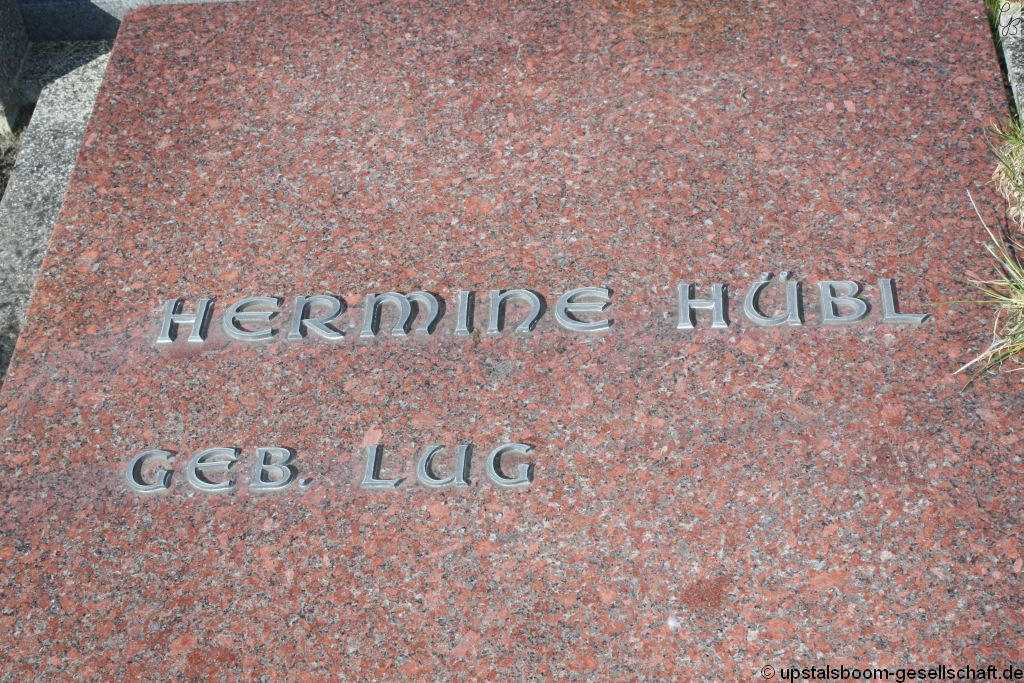 HERMINE HÜBL
GEB. LUG
© upstalsboom-gesellschaft.de